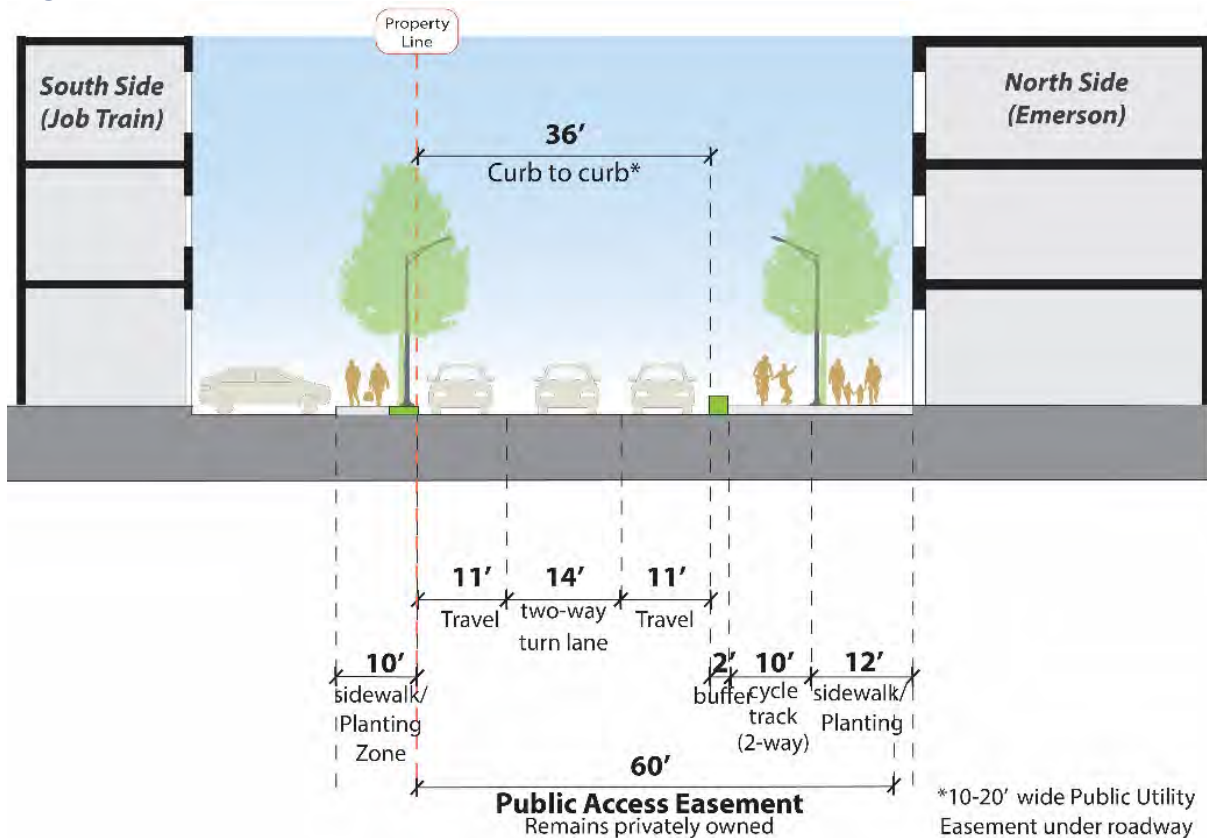 Property
Line
South Side
(Job Train)
North Side
(Emerson)
36’
Curb to curb*
11’
Travel
14’
two-way
turn lane
11’
Travel
10’
sidewalk/
Planting
Zone
2’
buffer
10’
cycle
track
(2-way)
12’
sidewalk/
Planting
60’
Public Access Easement
Remains privately owned
*10-20’ wide Public Utility
Easement under roadway